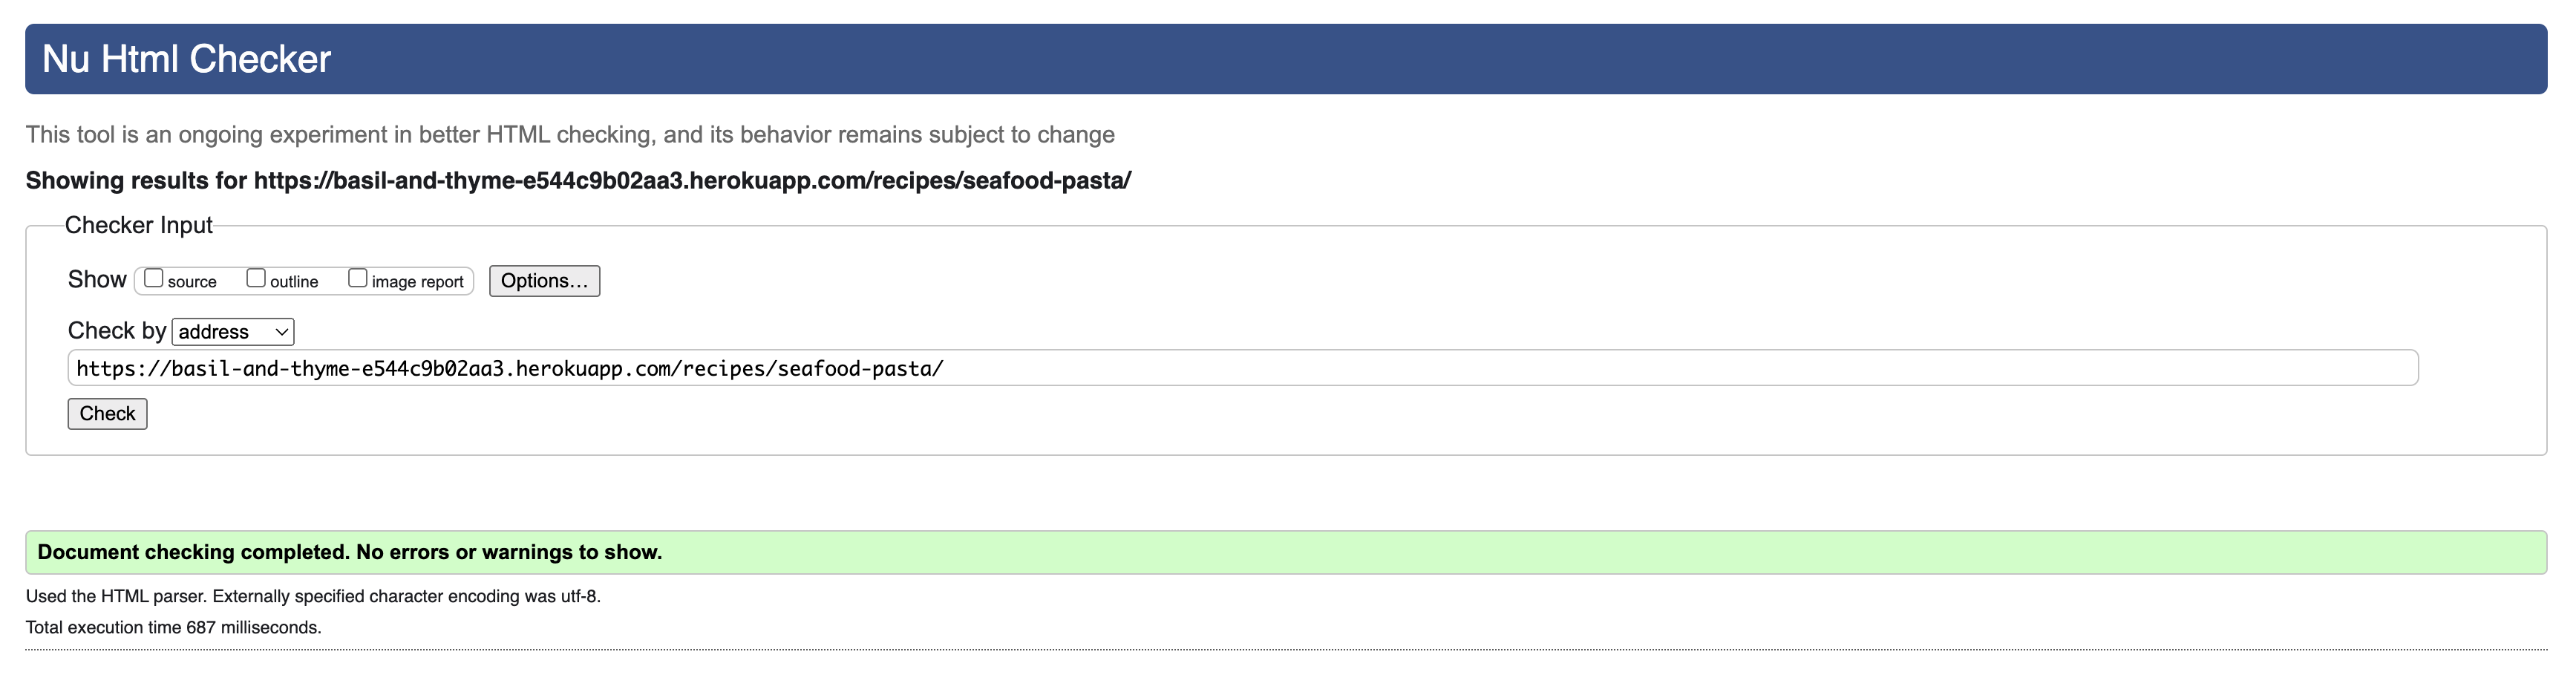 Nu Html Checker
This tool is an ongoing experiment in better HTML checking, and its behavior remains subject to change
Showing results for https://basil-and-thyme-e544c9b02aa3.herokuapp.com/recipes/seafood-pasta/
Checker Input
Show source outline image report Options...
Check by address
https://basil-and-thyme-e544c9b02aa3.herokuapp.com/recipes/seafood-pasta/
Check
Document checking completed. No errors or warnings to show.
Used the HTML parser. Externally specified character encoding was utf-8.
Total execution time 687 milliseconds.